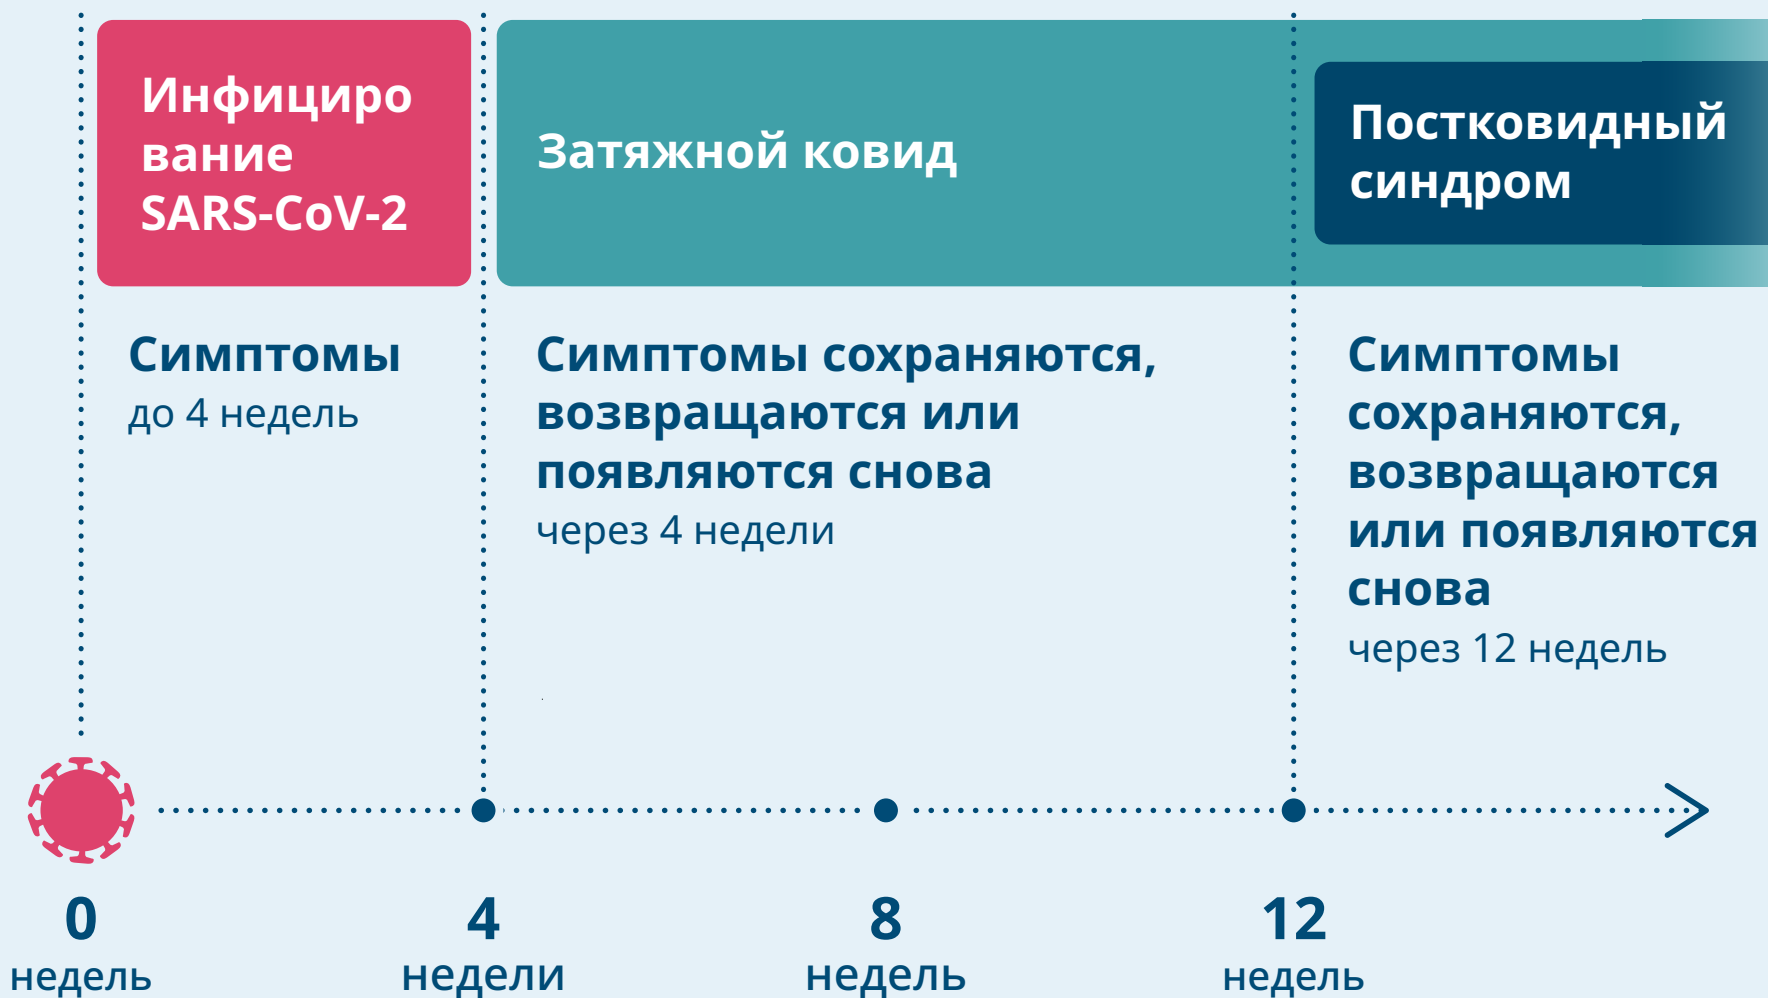 Инфициро
вание
SARS-CoV-2
Затяжной ковид
Постковидный
синдром
Симптомы
до 4 недель
Симптомы сохраняются,
возвращаются или
появляются снова
через 4 недели
Симптомы
сохраняются,
возвращаются
или появляются
снова
через 12 недель
0
недель
4
недели
8
недель
12
недель